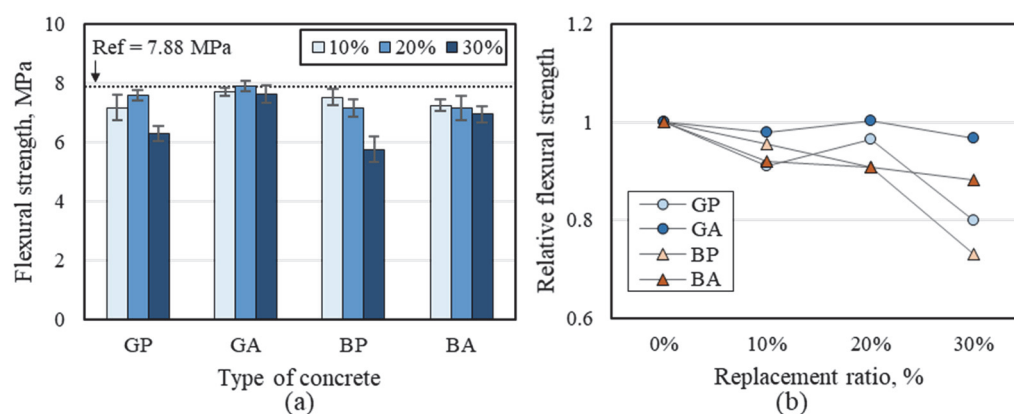 10
8
6
4
2
0
Flexural strength, MPa
Ref = 7.88 MPa
10% 20% 30%
GP GA BP BA
Type of concrete
(a)
1.2
1
0.8
0.6
Relative flexural strength
GP
GA
BP
BA
0% 10% 20% 30%
Replacement ratio, %
(b)